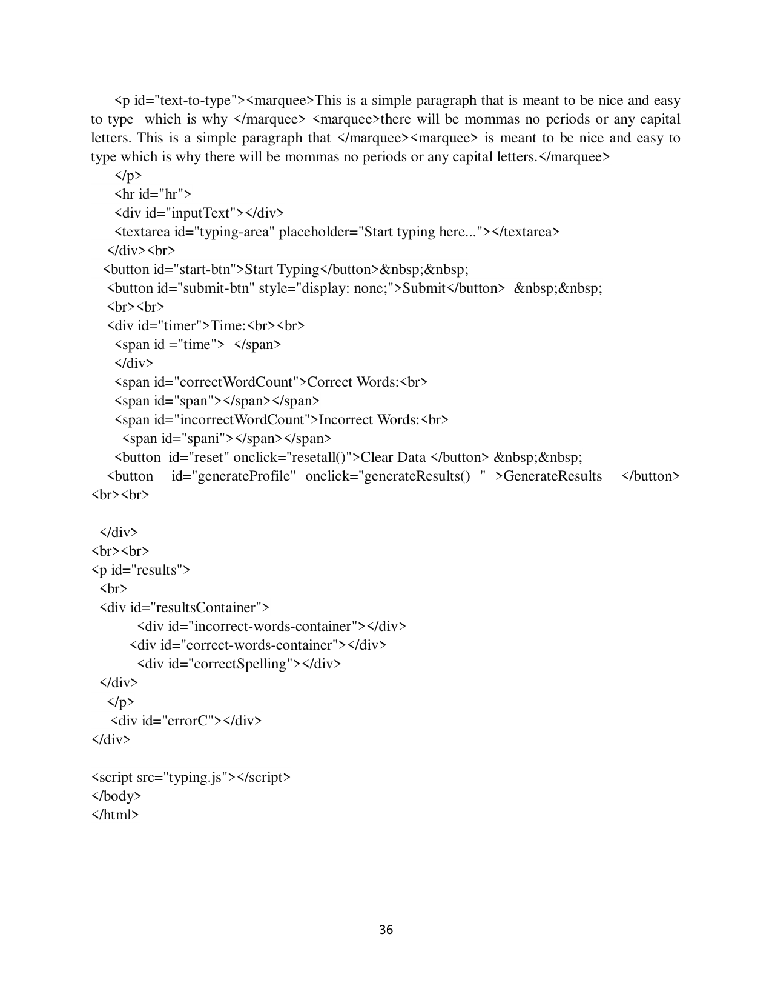 <p id="text-to-type"><marquee>This is a simple paragraph that is meant to be nice and easy
to type  which is why </marquee> <marquee>there will be mommas no periods or any capital
letters. This is a simple paragraph that </marquee><marquee> is meant to be nice and easy to
type which is why there will be mommas no periods or any capital letters.</marquee>
</p>
<hr id="hr">
<div id="inputText"></div>
<textarea id="typing-area" placeholder="Start typing here..."></textarea>
</div><br>
<button id="start-btn">Start Typing</button>&nbsp;&nbsp;
<button id="submit-btn" style="display: none;">Submit</button>  &nbsp;&nbsp;
<br><br>
<div id="timer">Time:<br><br>
<span id ="time">  </span>
</div>
<span id="correctWordCount">Correct Words:<br>
<span id="span"></span></span>
<span id="incorrectWordCount">Incorrect Words:<br>
<span id="spani"></span></span>
<button  id="reset" onclick="resetall()">Clear Data </button> &nbsp;&nbsp;
<button  id="generateProfile" onclick="generateResults() " >GenerateResults  </button>
<br><br>
</div>
<br><br>
<p id="results">
<br>
<div id="resultsContainer">
<div id="incorrect-words-container"></div>
<div id="correct-words-container"></div>
<div id="correctSpelling"></div>
</div>
</p>
<div id="errorC"></div>
</div>
<script src="typing.js"></script>
</body>
</html>
36